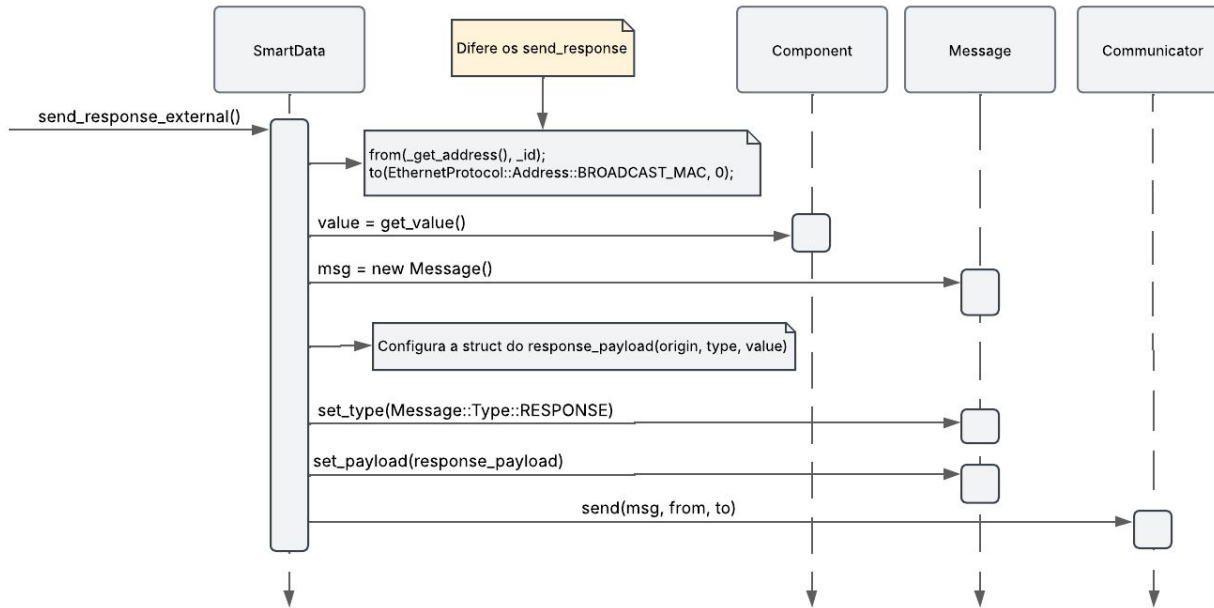 SmartData
Difere os send_response
Component
Message
Communicator
send_response_external()
from(_get_address(), _id);
to(EthernetProtocol::Address::BROADCAST_MAC, 0);
value = get_value()
msg = new Message()
Configura a struct do response_payload(origin, type, value)
set_type(Message::Type::RESPONSE)
set_payload(response_payload)
send(msg, from, to)